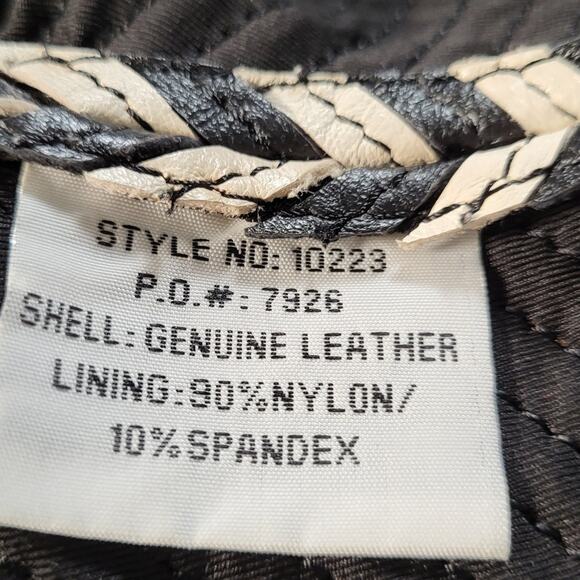 STYLE NO: 10223
P.O.#: 7926
SHELL: GENUINE LEATHER
LINING:90%NYLON/
10%SPANDEX